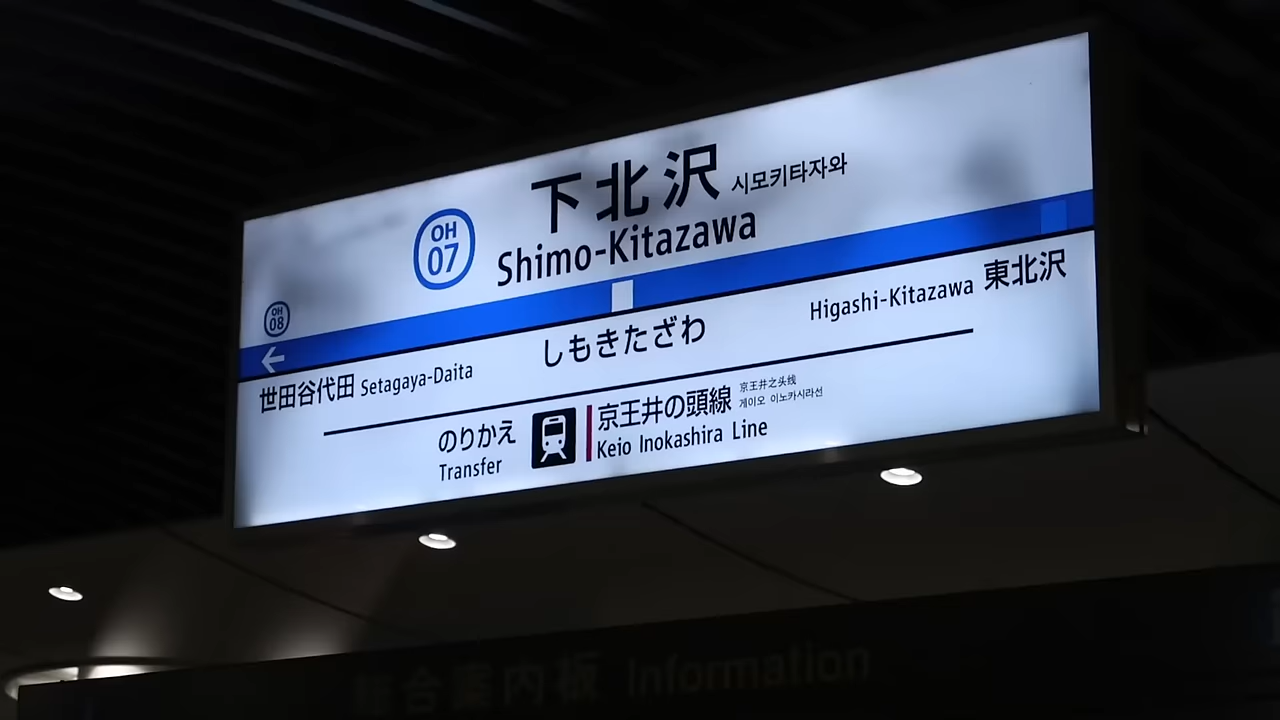 下北沢 시모키타자와
OH
07
Shimo-Kitazawa
OH
08
←
世田谷代田 Setagaya-Daita
しもきたざわ
Higashi-Kitazawa 東北沢
のりかえ
Transfer
京王井の頭線
京王井之头线
게이오 이노카시라선
Keio Inokashira Line
総合案内板 Information